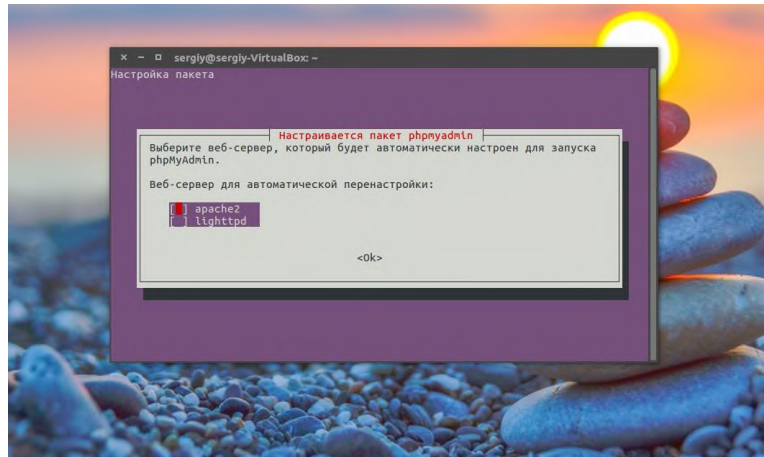 sergiy@sergiy-VirtualBox: ~
Настройка пакета
Настраивается пакет phpmyadmin
Выберите веб-сервер, который будет автоматически настроен для запуска
phpMyAdmin.
Веб-сервер для автоматической перенастройки:
[ ] apache2
[ ] lighttpd
<Ok>